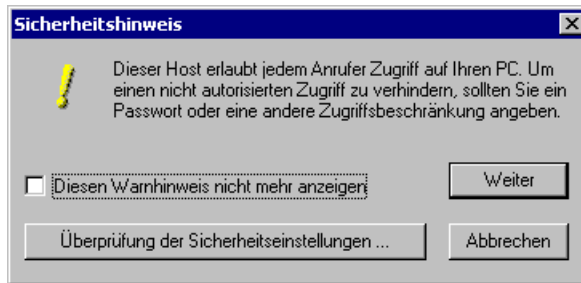 Sicherheitshinweis
Dieser Host erlaubt jedem Anrufer Zugriff auf Ihren PC. Um
einen nicht autorisierten Zugriff zu verhindern, sollten Sie ein
Passwort oder eine andere Zugriffsbeschränkung angeben.
Diesen Warnhinweis nicht mehr anzeigen
Weiter
Überprüfung der Sicherheitseinstellungen ...
Abbrechen